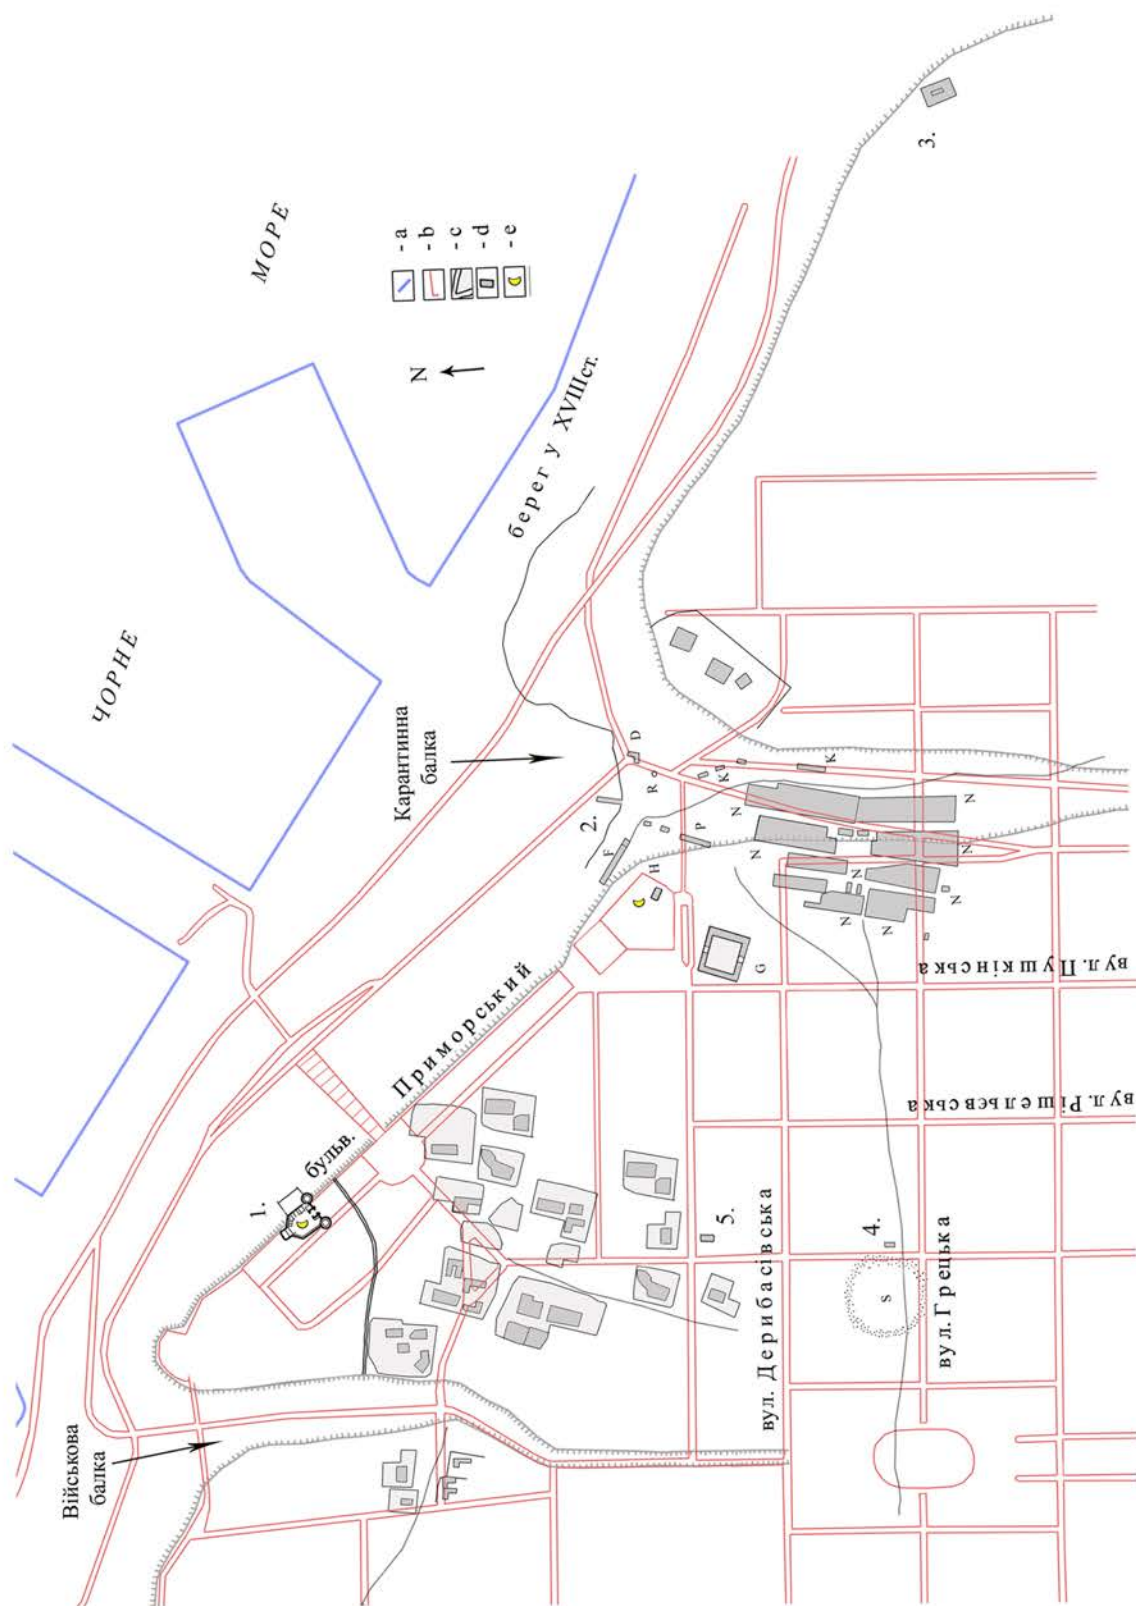 ЧОРНЕ
МОРЕ
- a
- b
- c
- d
- e
N
берег у XVIIIст.
Карантинна
балка
Військова
балка
Приморський
бульв.
1.
2.
3.
4.
5.
D
R
F
H
P
K
K
G
N
N
N
N
N
N
N
N
s
вул. Дерибасівська
вул. Грецька
вул. Пушкінська
вул. Рішельєвська